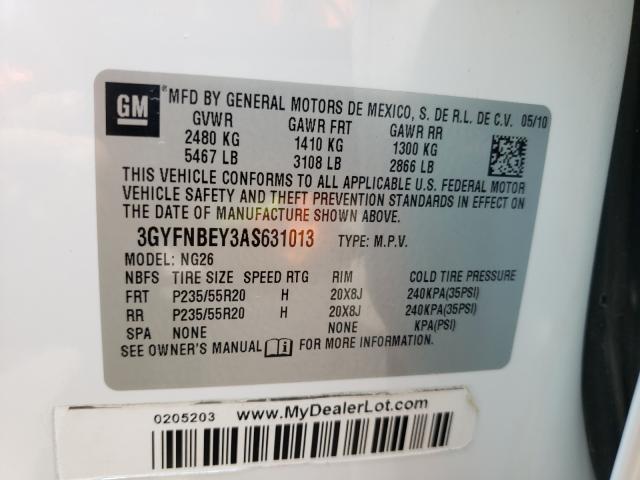 GM
MFD BY GENERAL MOTORS DE MEXICO, S. DE R.L. DE C.V. 05/10
GVWR GAWR FRT GAWR RR
2480 KG 1410 KG 1300 KG
5467 LB 3108 LB 2866 LB
THIS VEHICLE CONFORMS TO ALL APPLICABLE U.S. FEDERAL MOTOR
VEHICLE SAFETY AND THEFT PREVENTION STANDARDS IN EFFECT ON
THE DATE OF MANUFACTURE SHOWN ABOVE.
3GYFNBEY3AS631013 TYPE: M.P.V.
MODEL: NG26
NBFS TIRE SIZE SPEED RTG RIM COLD TIRE PRESSURE
FRT P235/55R20 H 20X8J 240KPA(35PSI)
RR P235/55R20 H 20X8J 240KPA(35PSI)
SPA NONE NONE KPA(PSI)
SEE OWNER'S MANUAL i FOR MORE INFORMATION.
0205203 www.MyDealerLot.com